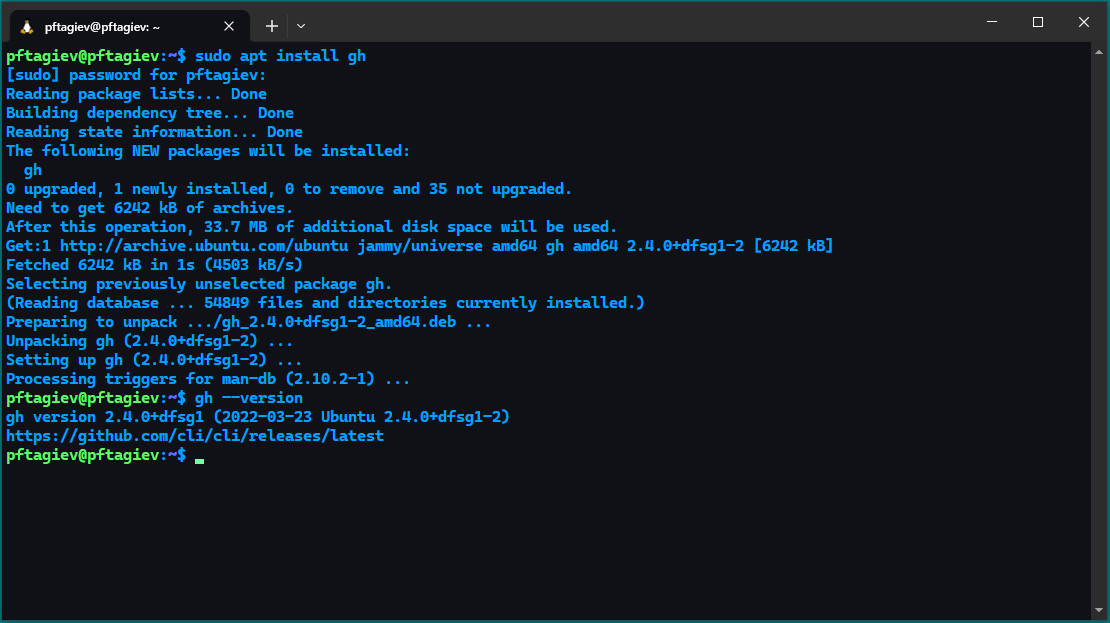 pftagiev@pftagiev: ~
pftagiev@pftagiev:~$ sudo apt install gh
[sudo] password for pftagiev:
Reading package lists... Done
Building dependency tree... Done
Reading state information... Done
The following NEW packages will be installed:
  gh
0 upgraded, 1 newly installed, 0 to remove and 35 not upgraded.
Need to get 6242 kB of archives.
After this operation, 33.7 MB of additional disk space will be used.
Get:1 http://archive.ubuntu.com/ubuntu jammy/universe amd64 gh amd64 2.4.0+dfsg1-2 [6242 kB]
Fetched 6242 kB in 1s (4503 kB/s)
Selecting previously unselected package gh.
(Reading database ... 54849 files and directories currently installed.)
Preparing to unpack .../gh_2.4.0+dfsg1-2_amd64.deb ...
Unpacking gh (2.4.0+dfsg1-2) ...
Setting up gh (2.4.0+dfsg1-2) ...
Processing triggers for man-db (2.10.2-1) ...
pftagiev@pftagiev:~$ gh --version
gh version 2.4.0+dfsg1 (2022-03-23 Ubuntu 2.4.0+dfsg1-2)
https://github.com/cli/cli/releases/latest
pftagiev@pftagiev:~$